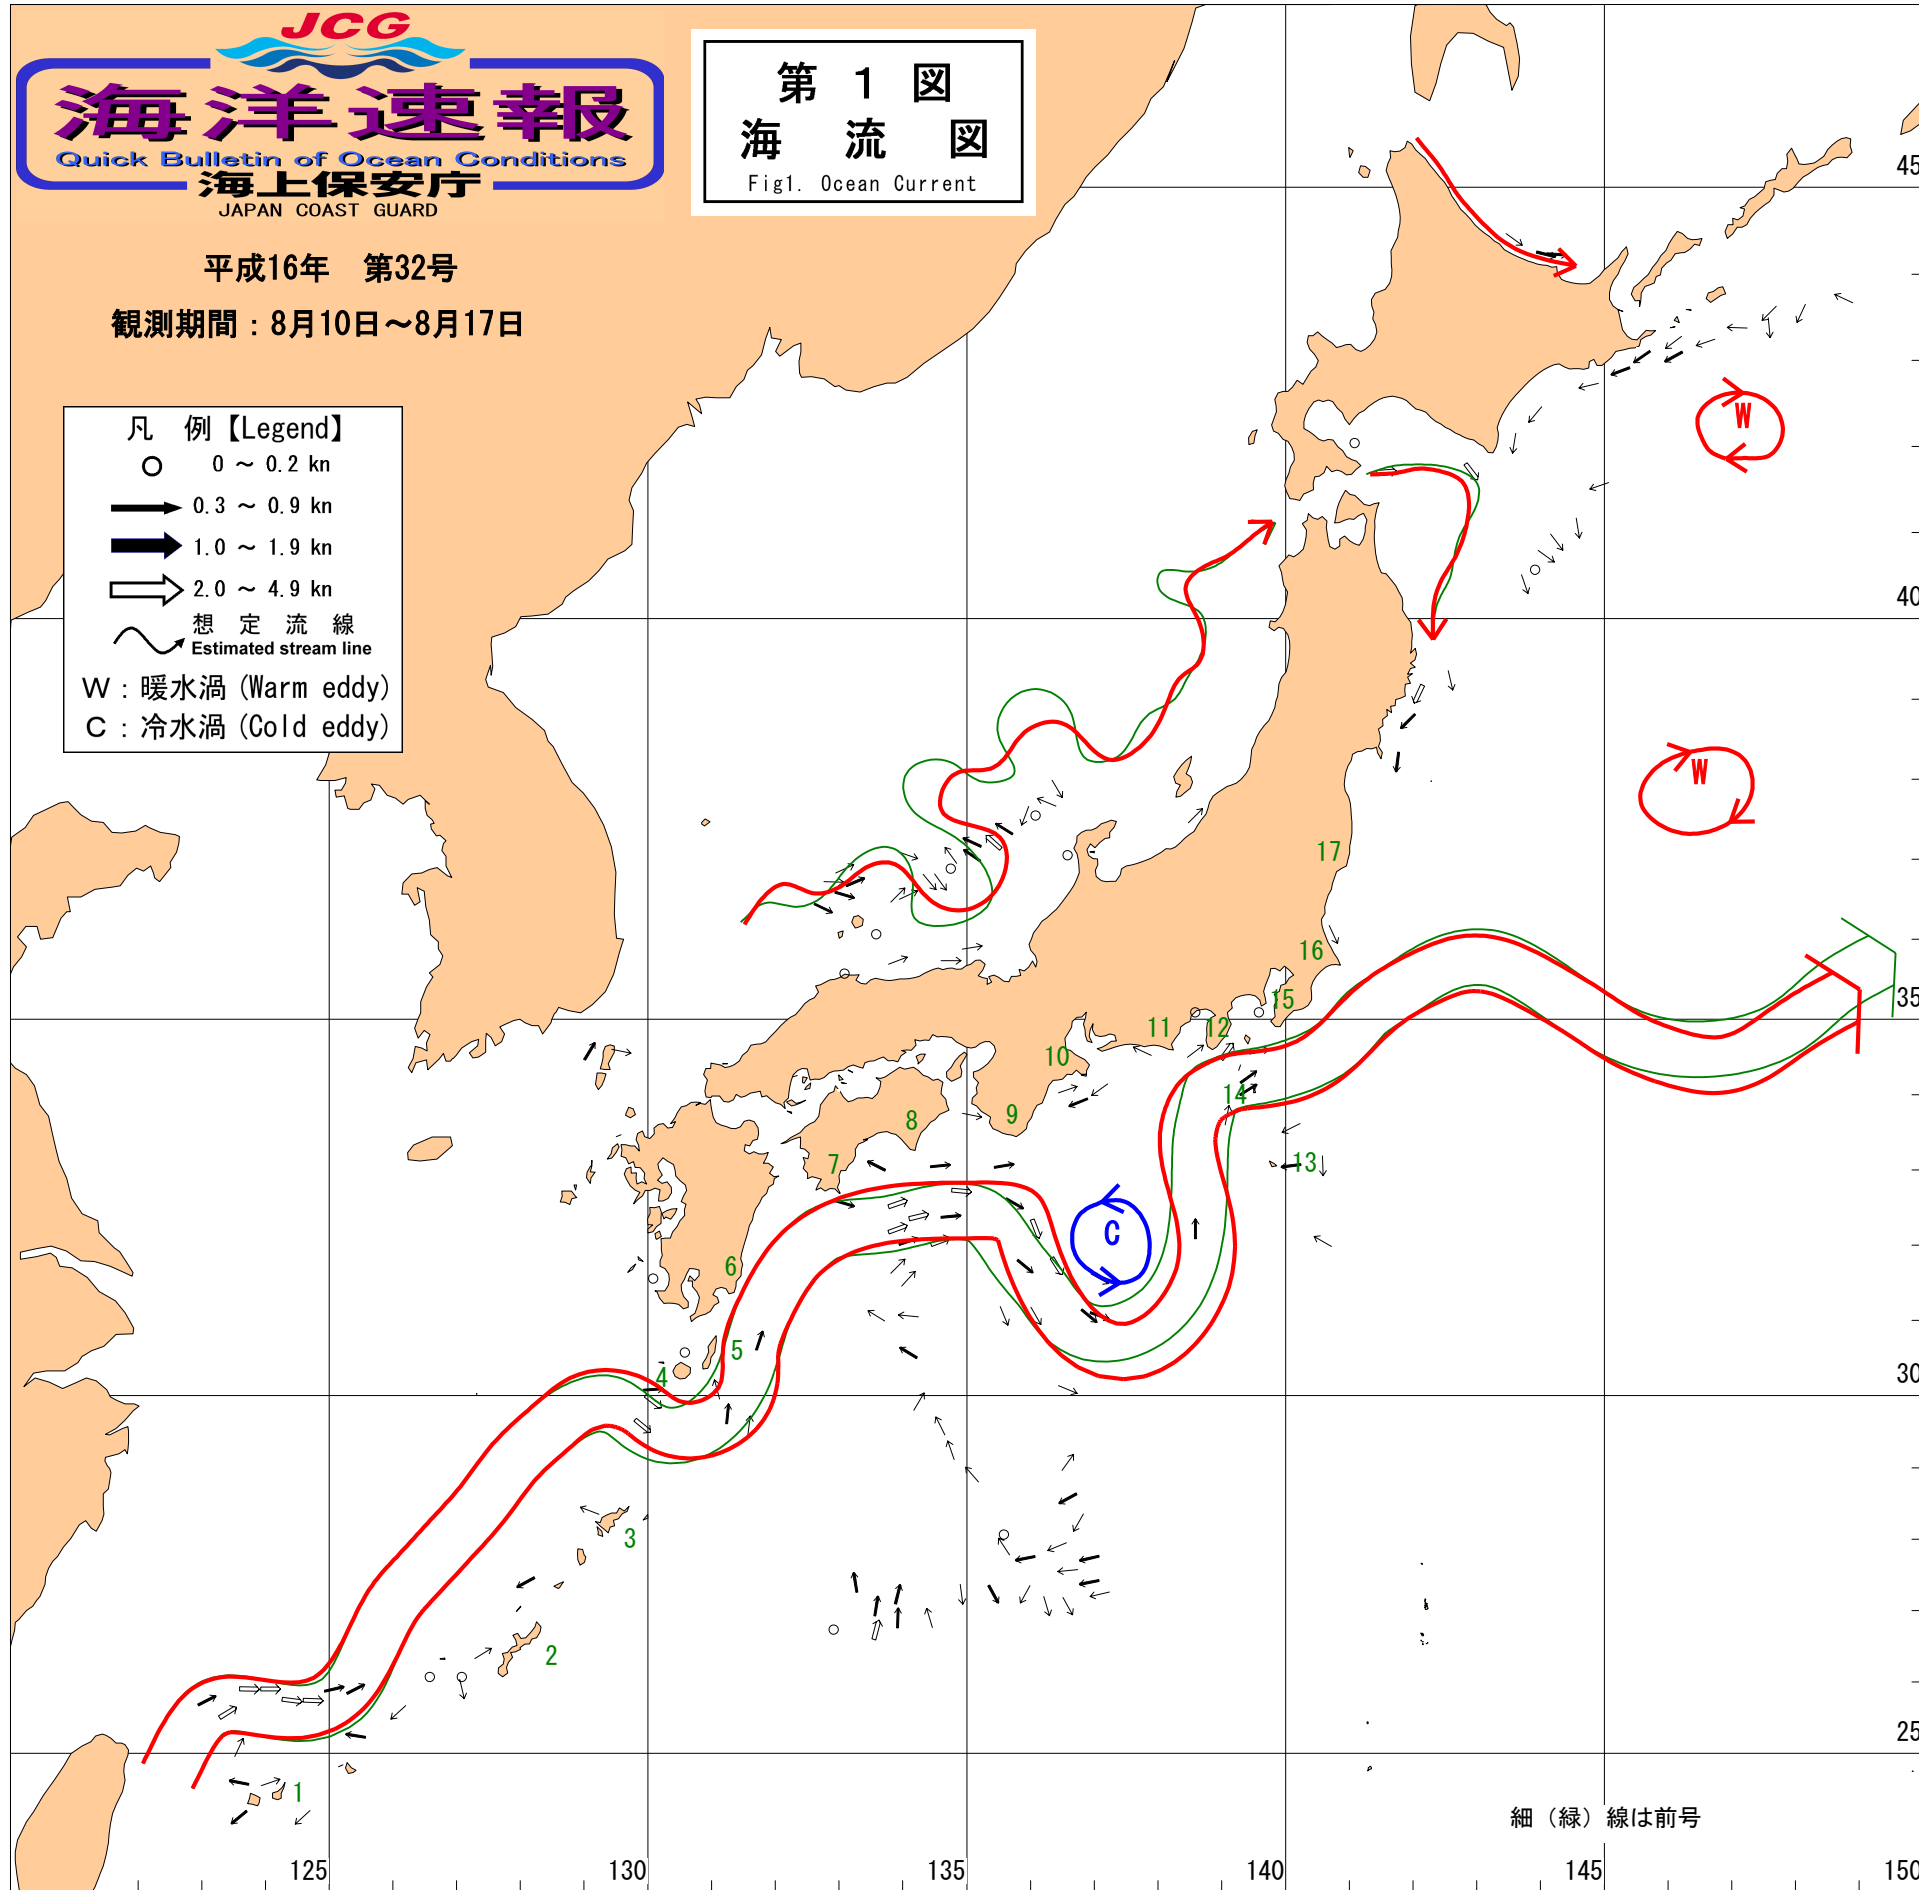 JCG
海洋速報
Quick Bulletin of Ocean Conditions
海上保安庁
JAPAN COAST GUARD
平成16年　第32号
観測期間：8月10日～8月17日
第 1 図
海 流 図
Fig1. Ocean Current
凡　例【Legend】
0 ～ 0.2 kn
0.3 ～ 0.9 kn
1.0 ～ 1.9 kn
2.0 ～ 4.9 kn
想 定 流 線
Estimated stream line
W：暖水渦(Warm eddy)
C：冷水渦(Cold eddy)
45
W
40
W
17
16
35
15
11
12
10
14
9
8
7
13
C
6
5
4
30
3
2
25
1
細（緑）線は前号
125
130
135
140
145
150